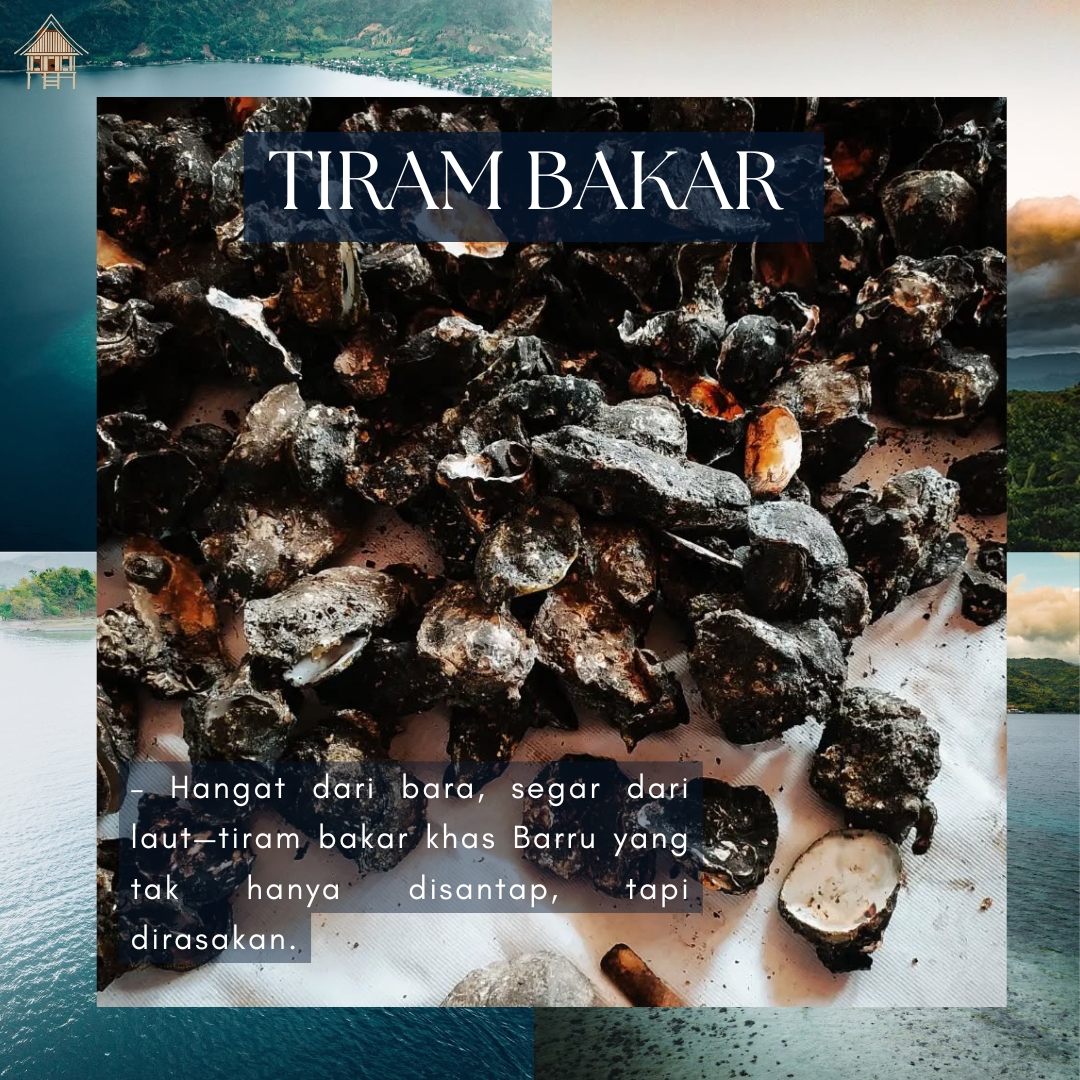 TIRAM BAKAR
- Hangat dari bara, segar dari
laut—tiram bakar khas Barru yang
tak hanya disantap, tapi
dirasakan.